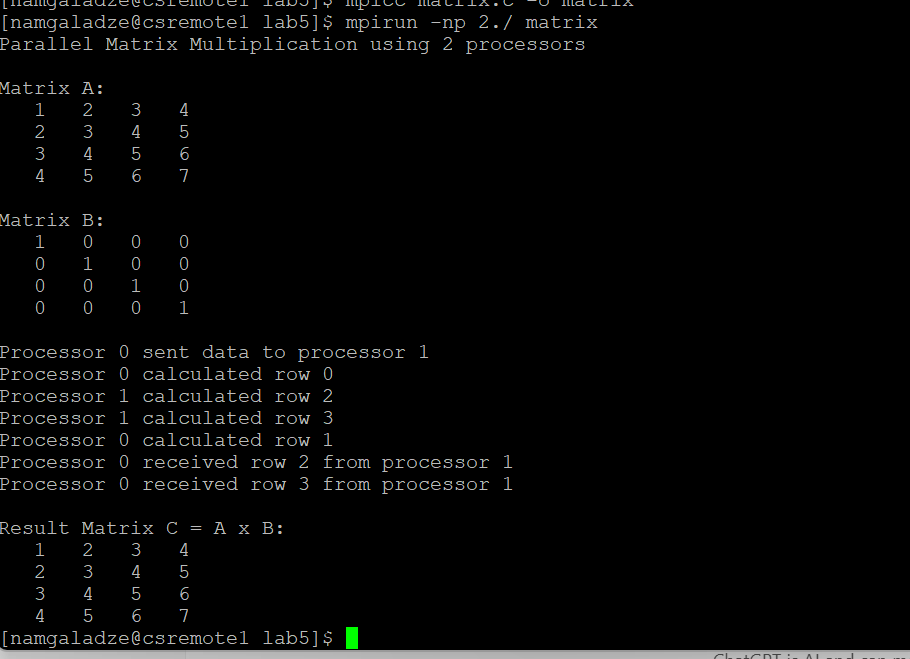 [namgaladze@csremote1 lab5]$ mpicc matrix.c -o matrix
[namgaladze@csremote1 lab5]$ mpirun -np 2./ matrix
Parallel Matrix Multiplication using 2 processors
Matrix A:
1 2 3 4
2 3 4 5
3 4 5 6
4 5 6 7
Matrix B:
1 0 0 0
0 1 0 0
0 0 1 0
0 0 0 1
Processor 0 sent data to processor 1
Processor 0 calculated row 0
Processor 1 calculated row 2
Processor 1 calculated row 3
Processor 0 calculated row 1
Processor 0 received row 2 from processor 1
Processor 0 received row 3 from processor 1
Result Matrix C = A x B:
1 2 3 4
2 3 4 5
3 4 5 6
4 5 6 7
[namgaladze@csremote1 lab5]$
ChatGPT is AI and can